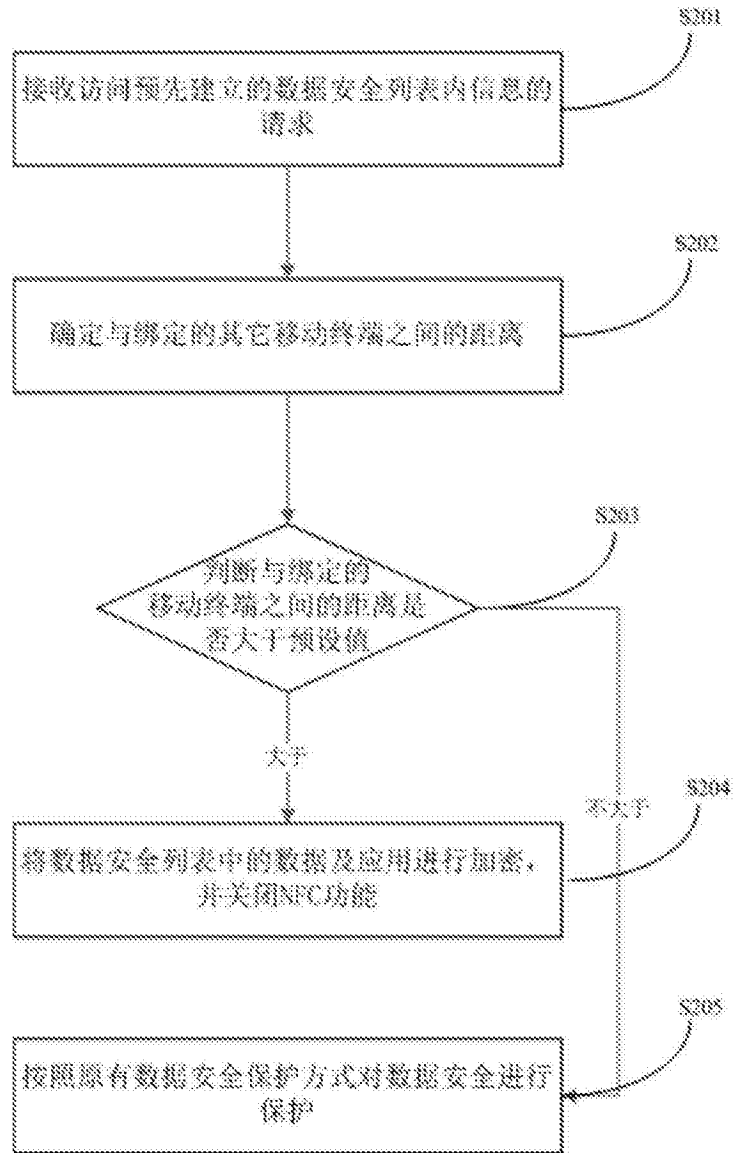 S201
接收访问预先建立的数据安全列表内信息的
请求
S202
确定与绑定的其它移动终端之间的距离
S203
判断与绑定的
移动终端之间的距离是
否大于预设值
大于
不大于
S204
将数据安全列表中的数据及应用进行加密，
并关闭NFC功能
S205
按照原有数据安全保护方式对数据安全进行
保护